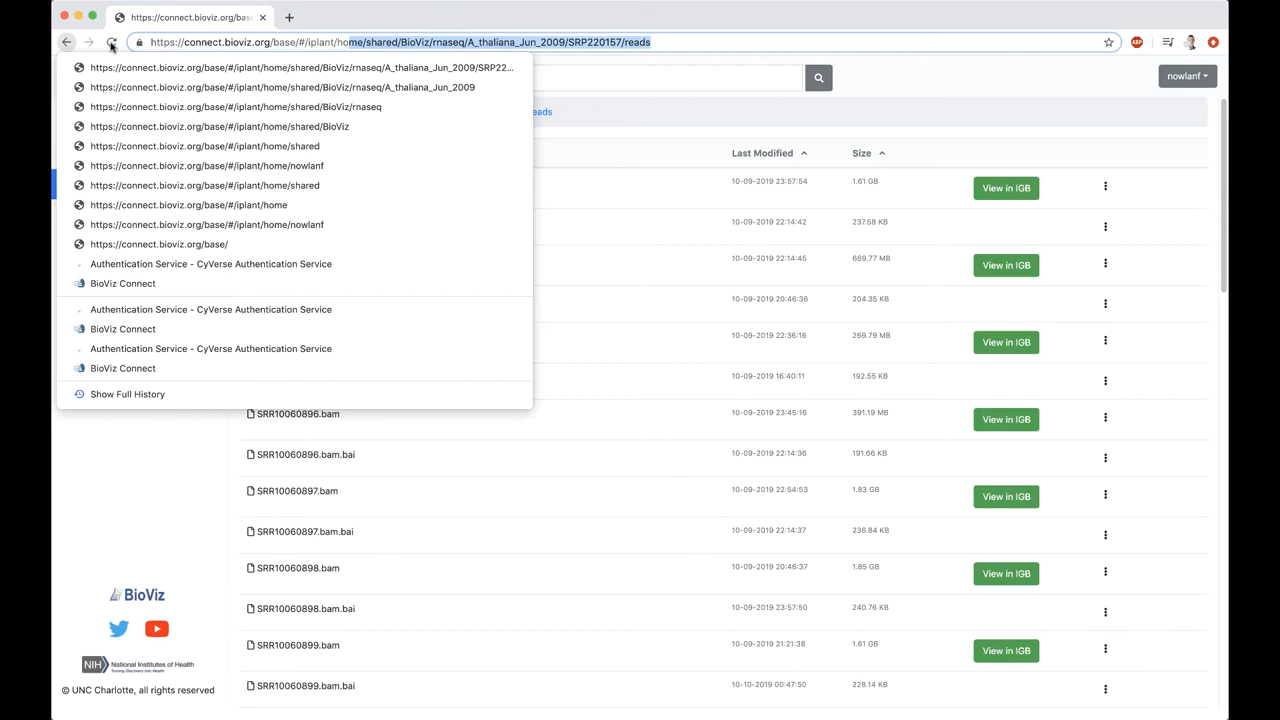 https://connect.bioviz.org/bas
https://connect.bioviz.org/base/#/iplant/home/shared/BioViz/rnaseq/A_thaliana_Jun_2009/SRP220157/reads
ABP
https://connect.bioviz.org/base/#/iplant/home/shared/BioViz/rnaseq/A_thaliana_Jun_2009/SRP22...
nowlanf
https://connect.bioviz.org/base/#/iplant/home/shared/BioViz/rnaseq/A_thaliana_Jun_2009
https://connect.bioviz.org/base/#/iplant/home/shared/BioViz/rnaseq
eads
https://connect.bioviz.org/base/#/iplant/home/shared/BioViz
https://connect.bioviz.org/base/#/iplant/home/shared
Last Modified Size
https://connect.bioviz.org/base/#/iplant/home/nowlanf
https://connect.bioviz.org/base/#/iplant/home/shared
10-09-2019 23:57:54 1.61 GB View in IGB
https://connect.bioviz.org/base/#/iplant/home
https://connect.bioviz.org/base/#/iplant/home/nowlanf
10-09-2019 22:14:42 237.58 KB
https://connect.bioviz.org/base/
Authentication Service - CyVerse Authentication Service
10-09-2019 22:14:45 669.77 MB View in IGB
BioViz Connect
Authentication Service - CyVerse Authentication Service
10-09-2019 20:46:36 204.35 KB
BioViz Connect
Authentication Service - CyVerse Authentication Service
10-09-2019 22:36:16 269.79 MB View in IGB
BioViz Connect
10-09-2019 16:40:11 192.55 KB
Show Full History
SRR10060896.bam 10-09-2019 23:45:16 391.19 MB View in IGB
SRR10060896.bam.bai 10-09-2019 22:14:36 191.66 KB
SRR10060897.bam 10-09-2019 22:54:53 1.83 GB View in IGB
SRR10060897.bam.bai 10-09-2019 22:14:37 236.84 KB
SRR10060898.bam 10-09-2019 20:46:37 1.85 GB View in IGB
SRR10060898.bam.bai 10-09-2019 23:57:50 240.76 KB
SRR10060899.bam 10-09-2019 21:21:38 1.61 GB View in IGB
SRR10060899.bam.bai 10-10-2019 00:47:50 228.14 KB
BioViz
NIH National Institutes of Health
Turning Discovery Into Health
© UNC Charlotte, all rights reserved